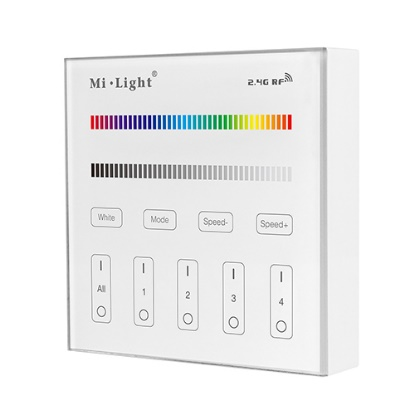 Mi•Light® 2.4G RF
White Mode Speed- Speed+
All 1 2 3 4